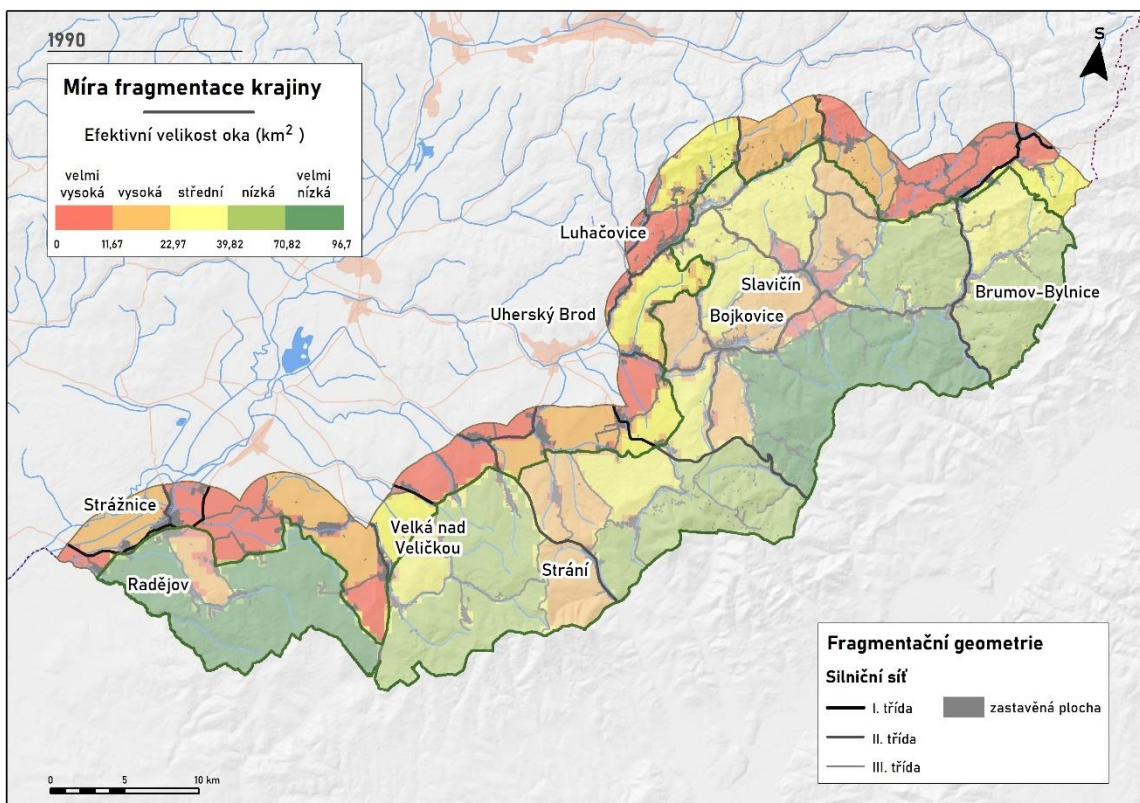 1990
Míra fragmentace krajiny
Efektivní velikost oka (km² )
velmi vysoká
vysoká
střední
nízká
velmi nízká
0 11,67 22,97 39,82 70,82 96,7
S
Luhačovice
Slavičín
Brumov-Bylnice
Uherský Brod
Bojkovice
Strážnice
Velká nad
Veličkou
Radějov
Strání
Fragmentační geometrie
Silniční síť
I. třída
zastavěná plocha
II. třída
III. třída
0 5 10 km